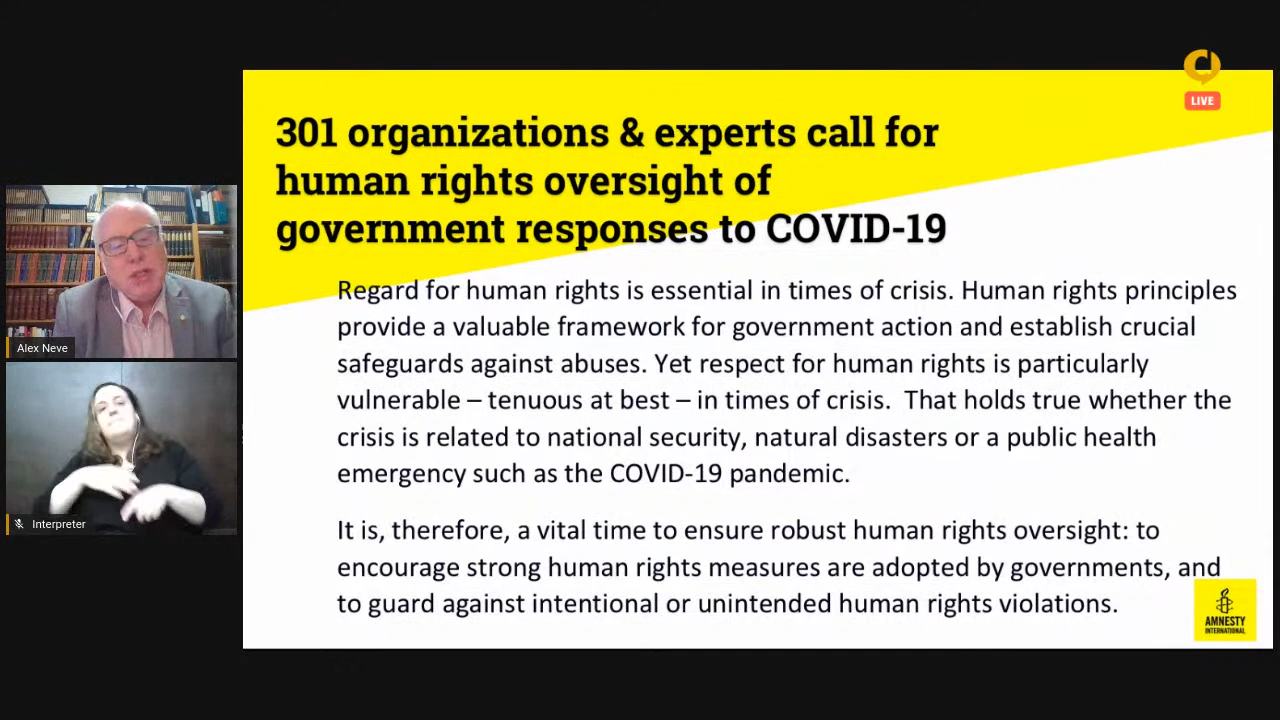 LIVE
301 organizations & experts call for
human rights oversight of
government responses to COVID-19
Regard for human rights is essential in times of crisis. Human rights principles
provide a valuable framework for government action and establish crucial
safeguards against abuses. Yet respect for human rights is particularly
vulnerable – tenuous at best – in times of crisis.  That holds true whether the
crisis is related to national security, natural disasters or a public health
emergency such as the COVID-19 pandemic.
It is, therefore, a vital time to ensure robust human rights oversight: to
encourage strong human rights measures are adopted by governments, and
to guard against intentional or unintended human rights violations.
AMNESTY
INTERNATIONAL
Alex Neve
Interpreter